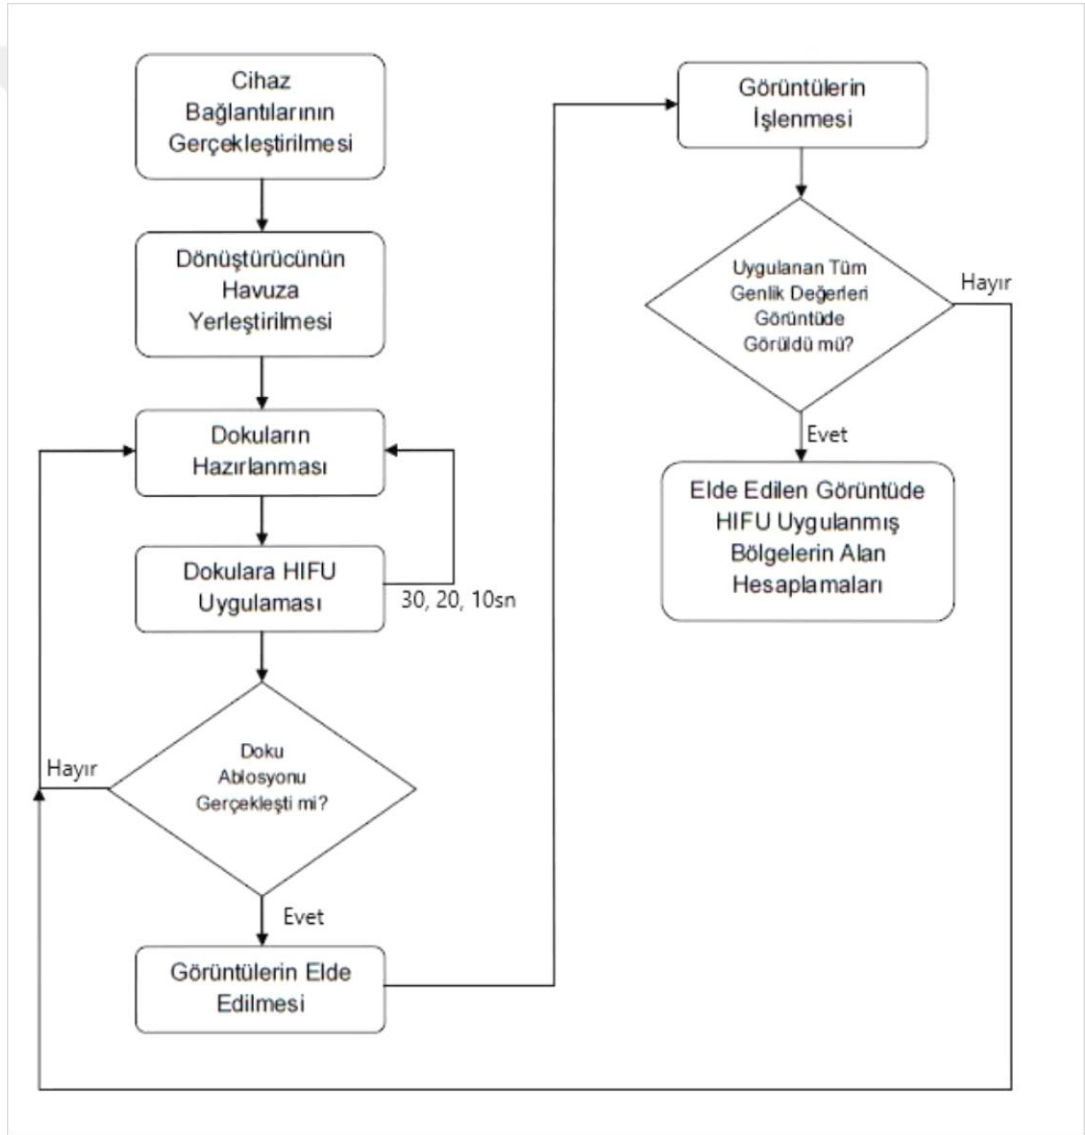 Cihaz
Bağlantılarının
Gerçekleştirilmesi
Dönüştürücünün
Havuza
Yerleştirilmesi
Dokuların
Hazırlanması
Dokulara HIFU
Uygulaması
30, 20, 10sn
Doku
Ablosyonu
Gerçekleşti mi?
Hayır
Evet
Görüntülerin Elde
Edilmesi
Görüntülerin
İşlenmesi
Uygulanan Tüm
Genlik Değerleri
Görüntüde
Görüldü mü?
Hayır
Evet
Elde Edilen Görüntüde
HIFU Uygulanmış
Bölgelerin Alan
Hesaplamaları